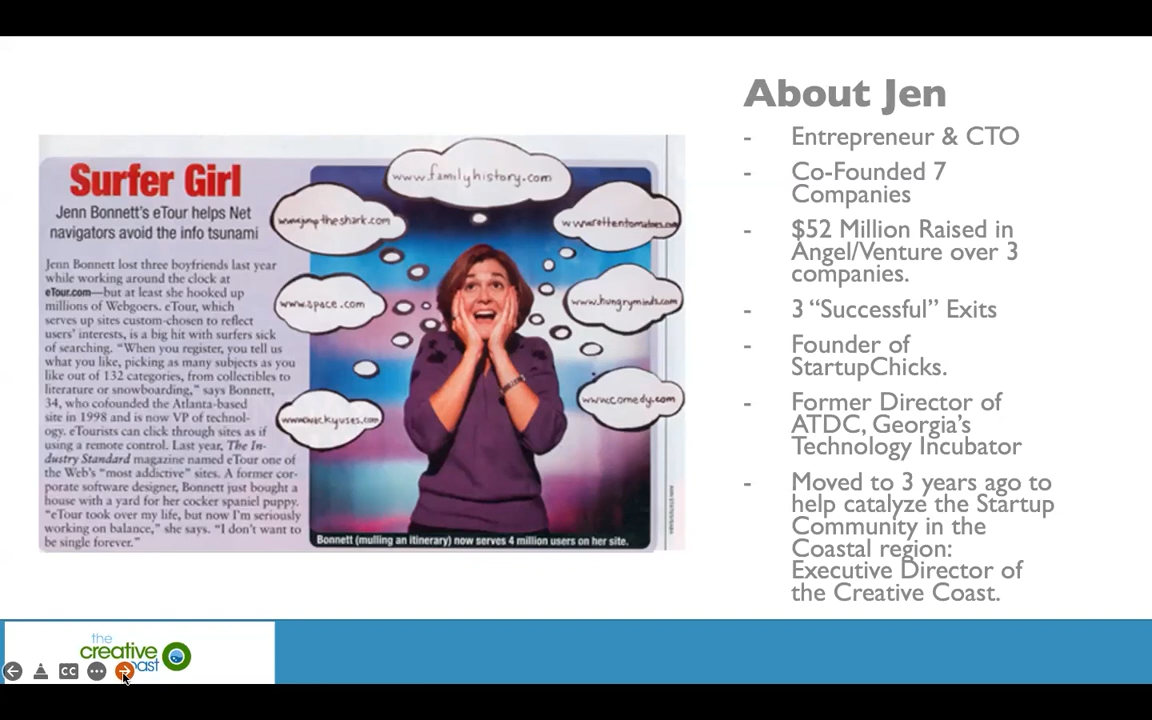 About Jen
- Entrepreneur & CTO
- Co-Founded 7
Companies
- $52 Million Raised in
Angel/Venture over 3
companies.
- 3 “Successful” Exits
- Founder of
StartupChicks.
- Former Director of
ATDC, Georgia’s
Technology Incubator
- Moved to 3 years ago to
help catalyze the Startup
Community in the
Coastal region:
Executive Director of
the Creative Coast.
Surfer Girl
Jenn Bonnett’s eTour helps Net
navigators avoid the info tsunami
Jenn Bonnett lost three boyfriends last year
while working around the clock at
eTour.com—but at least she hooked up
millions of Webgoers. eTour, which
serves up sites custom-chosen to reflect
users’ interests, is a big hit with surfers sick
of searching. “When you register, you tell us
what you like, picking as many subjects as you
like out of 132 categories, from collectibles to
literature or snowboarding,” says Bonnett,
34, who cofounded the Atlanta-based
site in 1998 and is now VP of technol-
ogy. eTourists can click through sites as if
using a remote control. Last year, The In-
dustry Standard magazine named eTour one of
the Web’s “most addictive” sites. A former cor-
porate software designer, Bonnett just bought a
house with a yard for her cocker spaniel puppy.
“eTour took over my life, but now I’m seriously
working on balance,” she says. “I don’t want to
be single forever.”
www.familyhistory.com
www.jumptheshark.com
www.rottentomatoes.com
www.space.com
www.hungryminds.com
www.wackyuses.com
www.comedy.com
Bonnett (mulling an itinerary) now serves 4 million users on her site.
the
creative
oast
CC